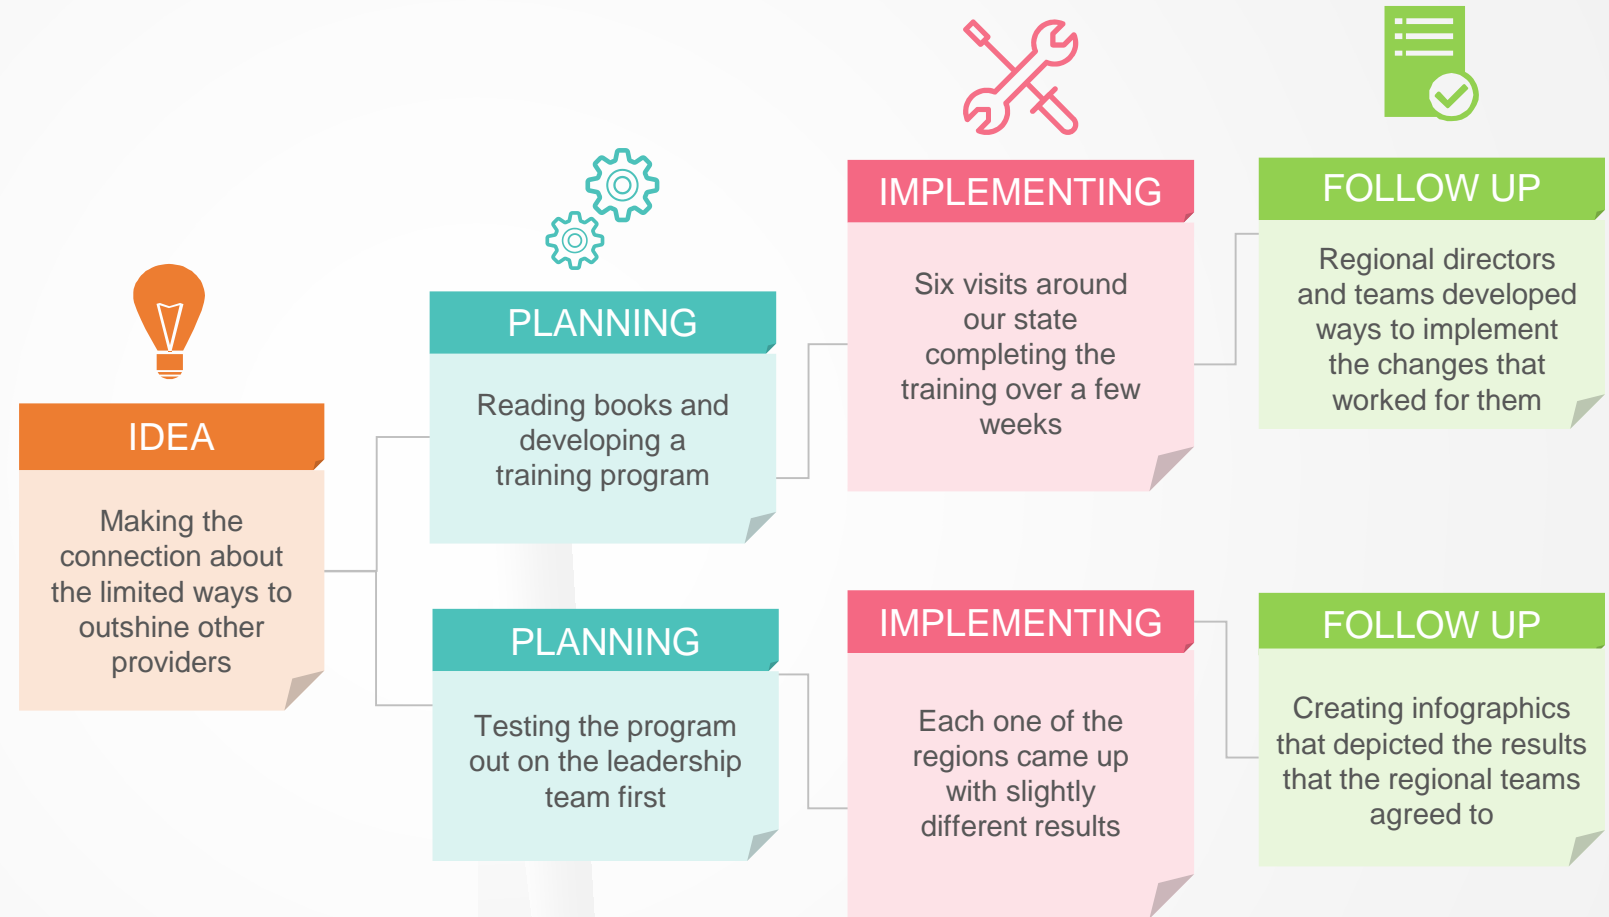 IDEA
Making the
connection about
the limited ways to
outshine other
providers
PLANNING
Reading books and
developing a
training program
PLANNING
Testing the program
out on the leadership
team first
IMPLEMENTING
Six visits around
our state
completing the
training over a few
weeks
IMPLEMENTING
Each one of the
regions came up
with slightly
different results
FOLLOW UP
Regional directors
and teams developed
ways to implement
the changes that
worked for them
FOLLOW UP
Creating infographics
that depicted the results
that the regional teams
agreed to